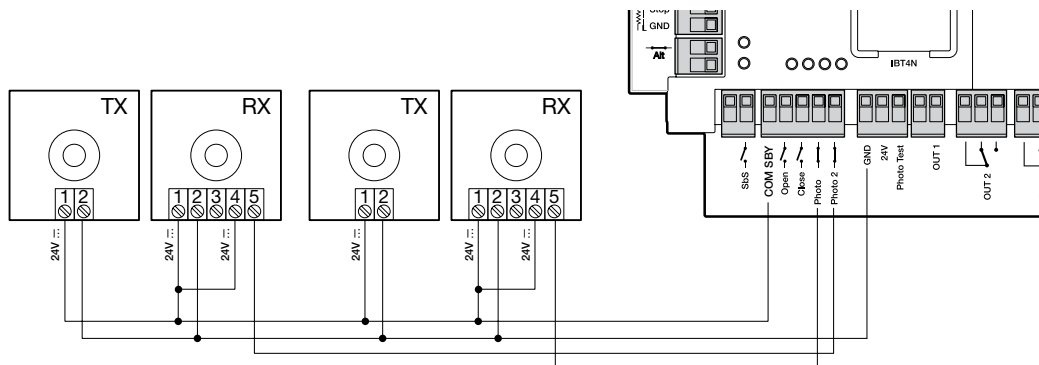 Stop
GND
Alt
IBT4N
TX
RX
TX
RX
1 2
1 2 3 4 5
1 2
1 2 3 4 5
24V
24V
24V
24V
SbS
COM SBY
Open
Close
Photo
Photo 2
GND
24V
Photo Test
OUT 1
OUT 2